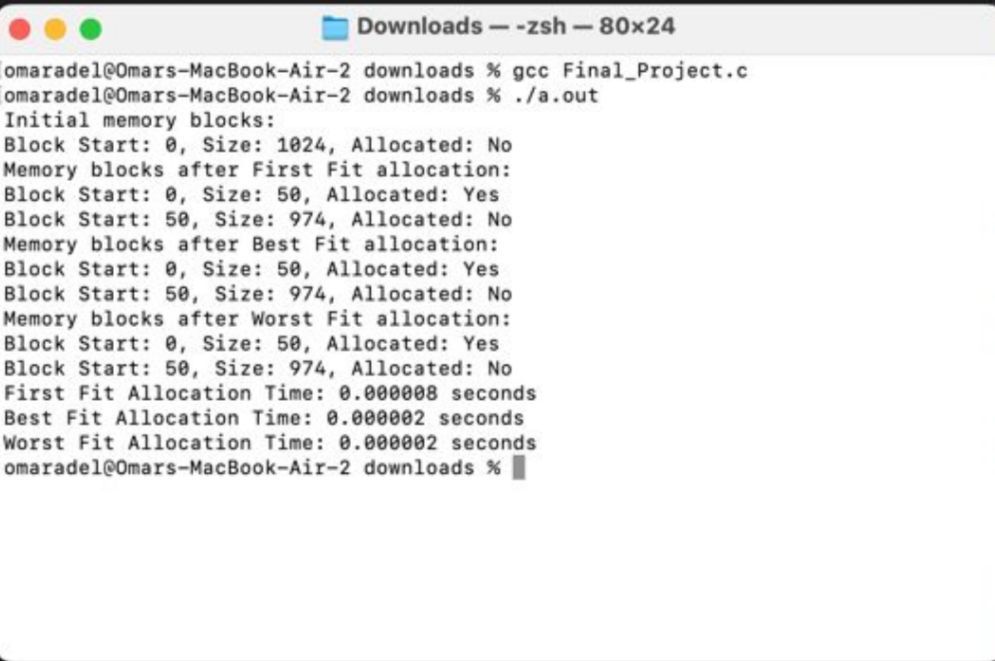 Downloads — -zsh — 80×24
[omaradel@Omars-MacBook-Air-2 downloads % gcc Final_Project.c
[omaradel@Omars-MacBook-Air-2 downloads % ./a.out
Initial memory blocks:
Block Start: 0, Size: 1024, Allocated: No
Memory blocks after First Fit allocation:
Block Start: 0, Size: 50, Allocated: Yes
Block Start: 50, Size: 974, Allocated: No
Memory blocks after Best Fit allocation:
Block Start: 0, Size: 50, Allocated: Yes
Block Start: 50, Size: 974, Allocated: No
Memory blocks after Worst Fit allocation:
Block Start: 0, Size: 50, Allocated: Yes
Block Start: 50, Size: 974, Allocated: No
First Fit Allocation Time: 0.000008 seconds
Best Fit Allocation Time: 0.000002 seconds
Worst Fit Allocation Time: 0.000002 seconds
omaradel@Omars-MacBook-Air-2 downloads %